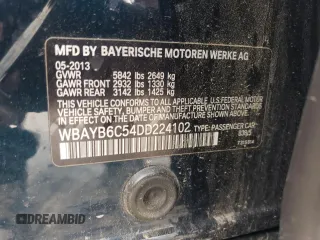 MFD BY BAYERISCHE MOTOREN WERKE AG
05-2013
GVWR 5842 lbs 2649 kg
GAWR FRONT 2932 lbs 1330 kg
GAWR REAR 3142 lbs 1425 kg
THIS VEHICLE CONFORMS TO ALL APPLICABLE
FEDERAL MOTOR VEHICLE SAFETY, BUMPER, AND
THEFT PREVENTION STANDARDS IN EFFECT ON THE
DATE OF MANUFACTURE SHOWN ABOVE.
WBAYB6C54DD224102 TYPE: PASSENGER CAR
DREAMBID